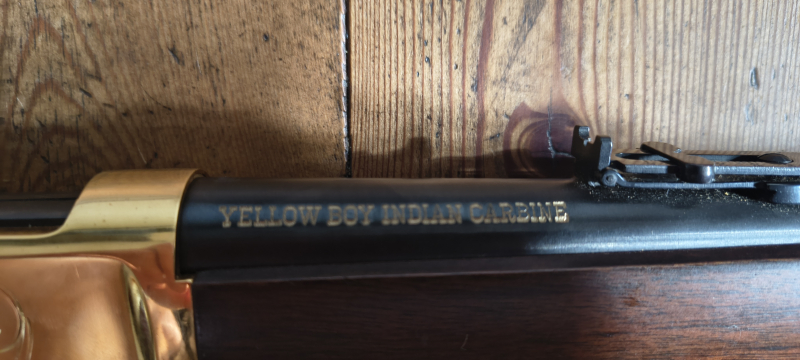 YELLOW BOY INDIAN CARBINE